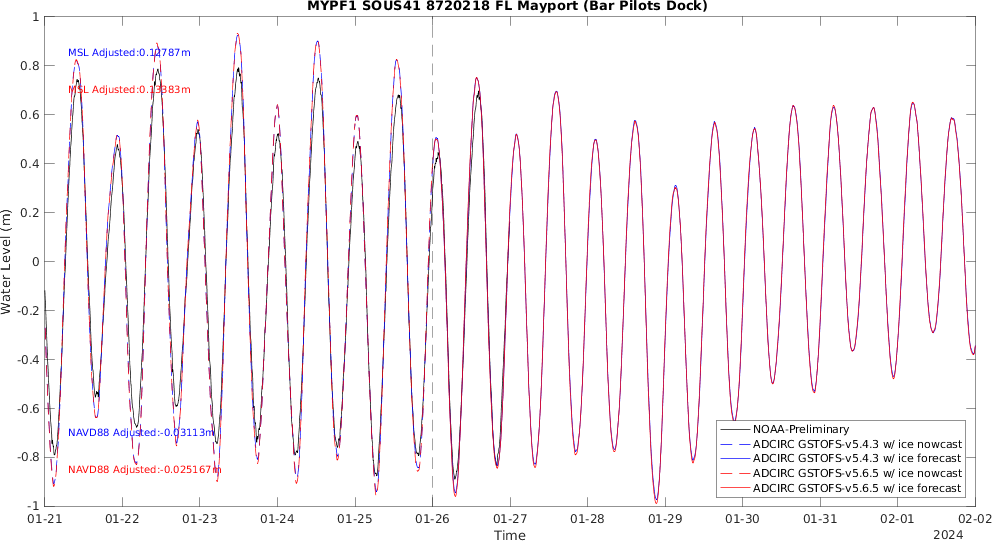 MYPF1 SOUS41 8720218 FL Mayport (Bar Pilots Dock)
Water Level (m)
1
0.8
0.6
0.4
0.2
0
-0.2
-0.4
-0.6
-0.8
-1
MSL Adjusted:0.12787m
MSL Adjusted:0.13383m
NAVD88 Adjusted:-0.03113m
NAVD88 Adjusted:-0.025167m
NOAA-Preliminary
ADCIRC GSTOFS-v5.4.3 w/ ice nowcast
ADCIRC GSTOFS-v5.4.3 w/ ice forecast
ADCIRC GSTOFS-v5.6.5 w/ ice nowcast
ADCIRC GSTOFS-v5.6.5 w/ ice forecast
01-21 01-22 01-23 01-24 01-25 01-26 01-27 01-28 01-29 01-30 01-31 02-01 02-02
Time
2024